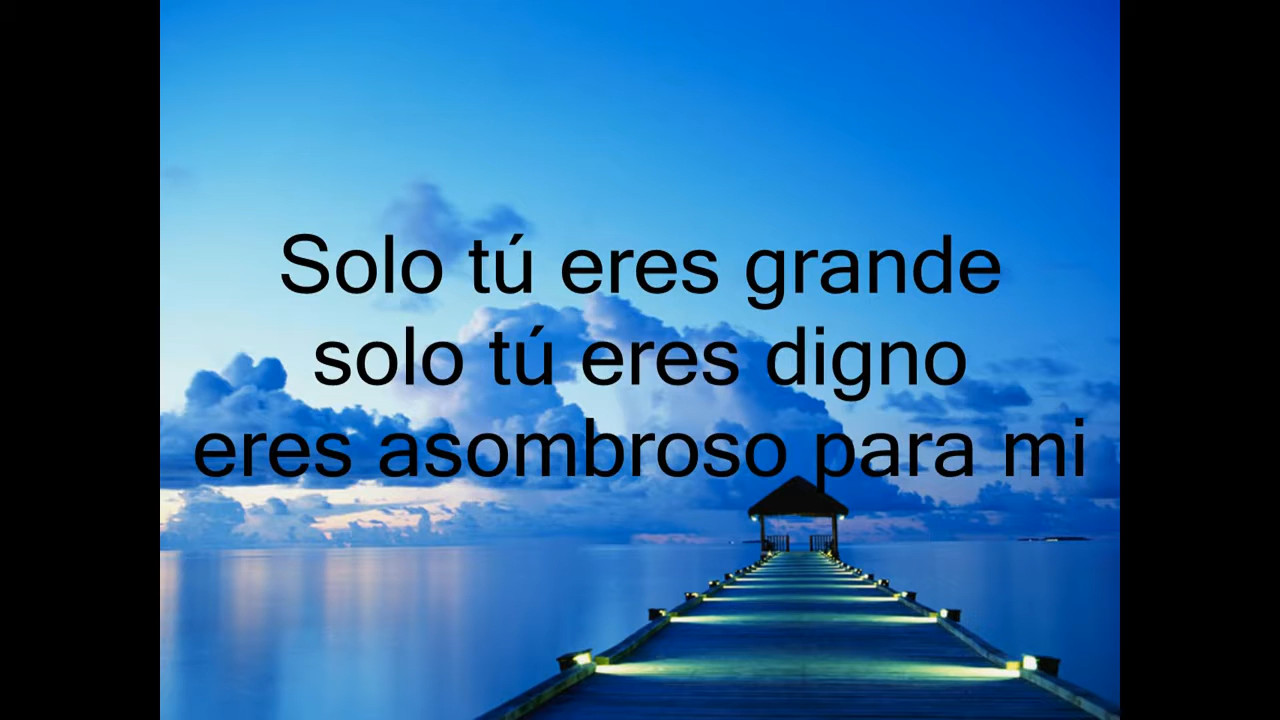 Solo tú eres grande
solo tú eres digno
eres asombroso para mi